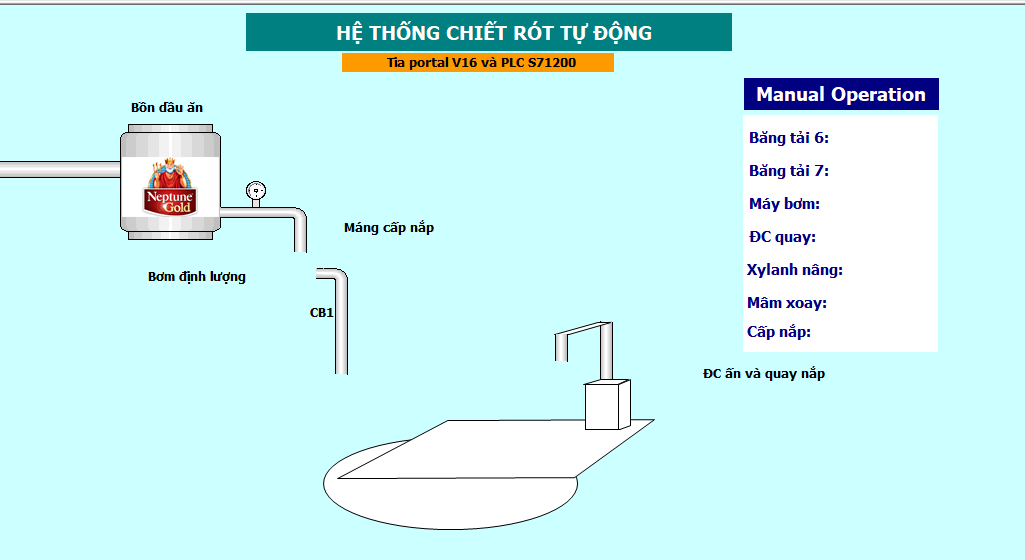 HỆ THỐNG CHIẾT RÓT TỰ ĐỘNG
Tia portal V16 và PLC S71200
Manual Operation
Bồn dầu ăn
Băng tải 6:
Băng tải 7:
Neptune
Gold
Máy bơm:
Máng cấp nắp
ĐC quay:
Bơm định lượng
Xylanh nâng:
CB1
Mâm xoay:
Cấp nắp:
ĐC ấn và quay nắp